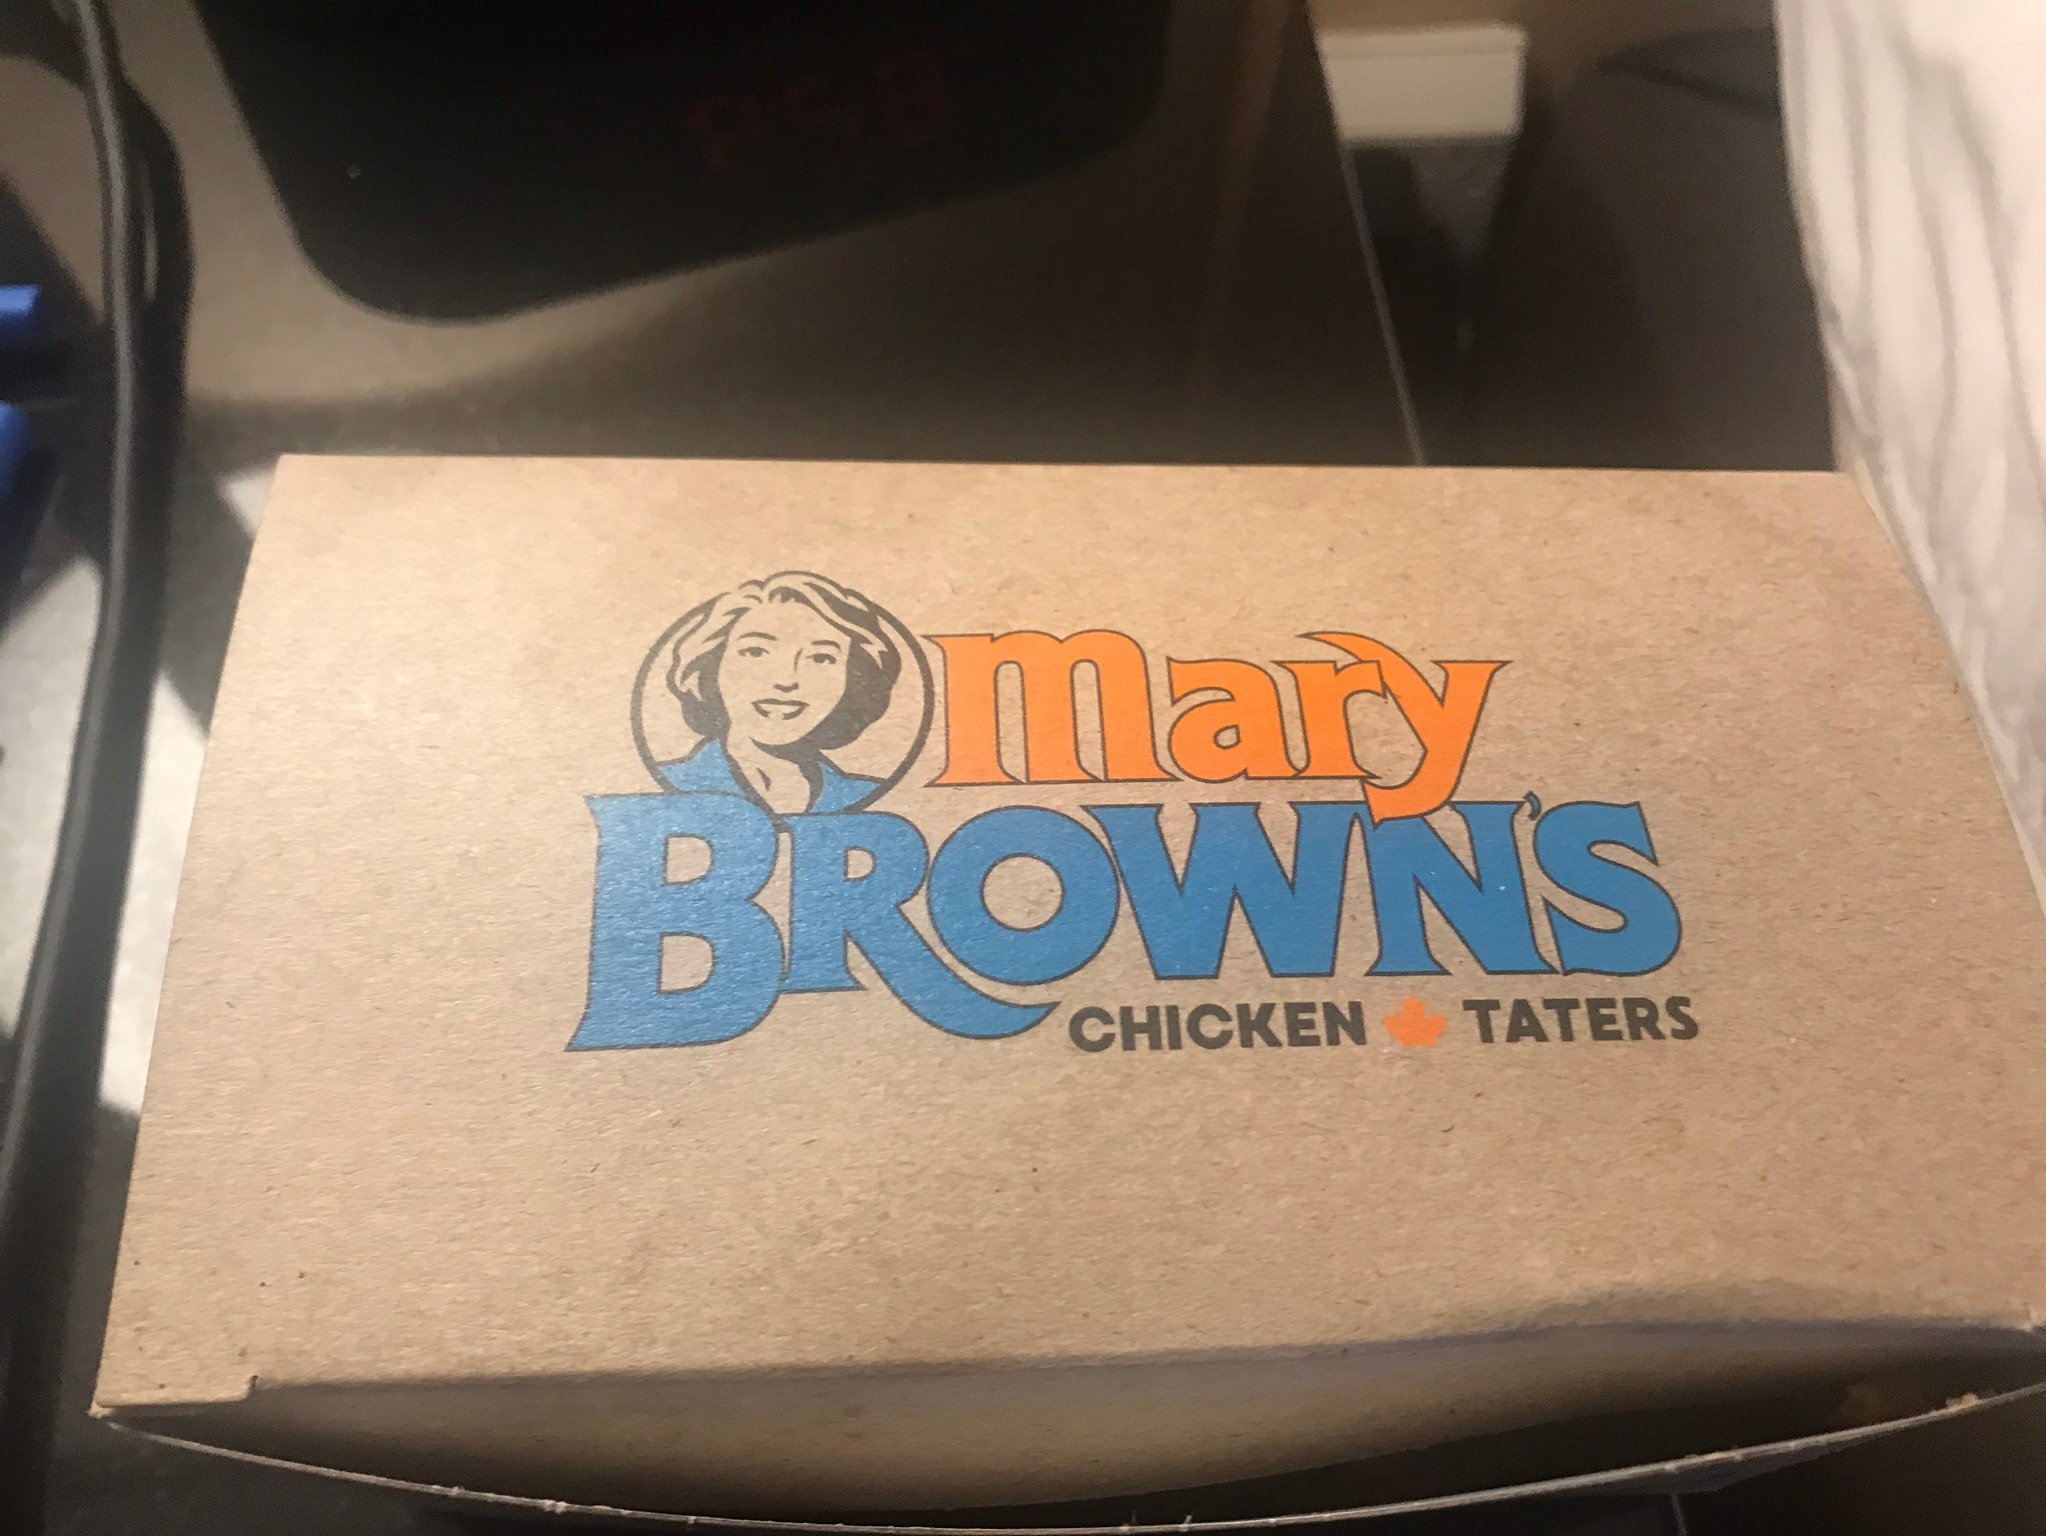 mary
BROWN'S
CHICKEN TATERS